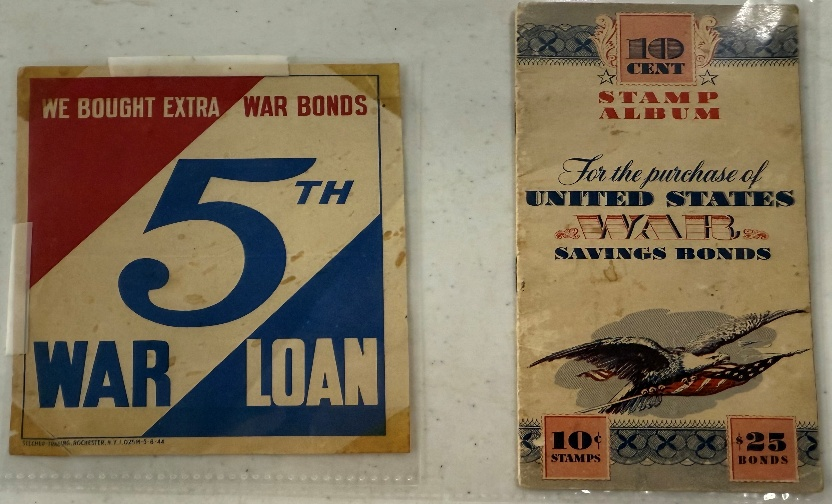 WE BOUGHT EXTRA WAR BONDS
5TH
WAR LOAN
ROCHESTER, N.Y.
10
CENT
STAMP
ALBUM
For the purchase of
UNITED STATES
WAR
SAVINGS BONDS
10¢
STAMPS
$25
BONDS